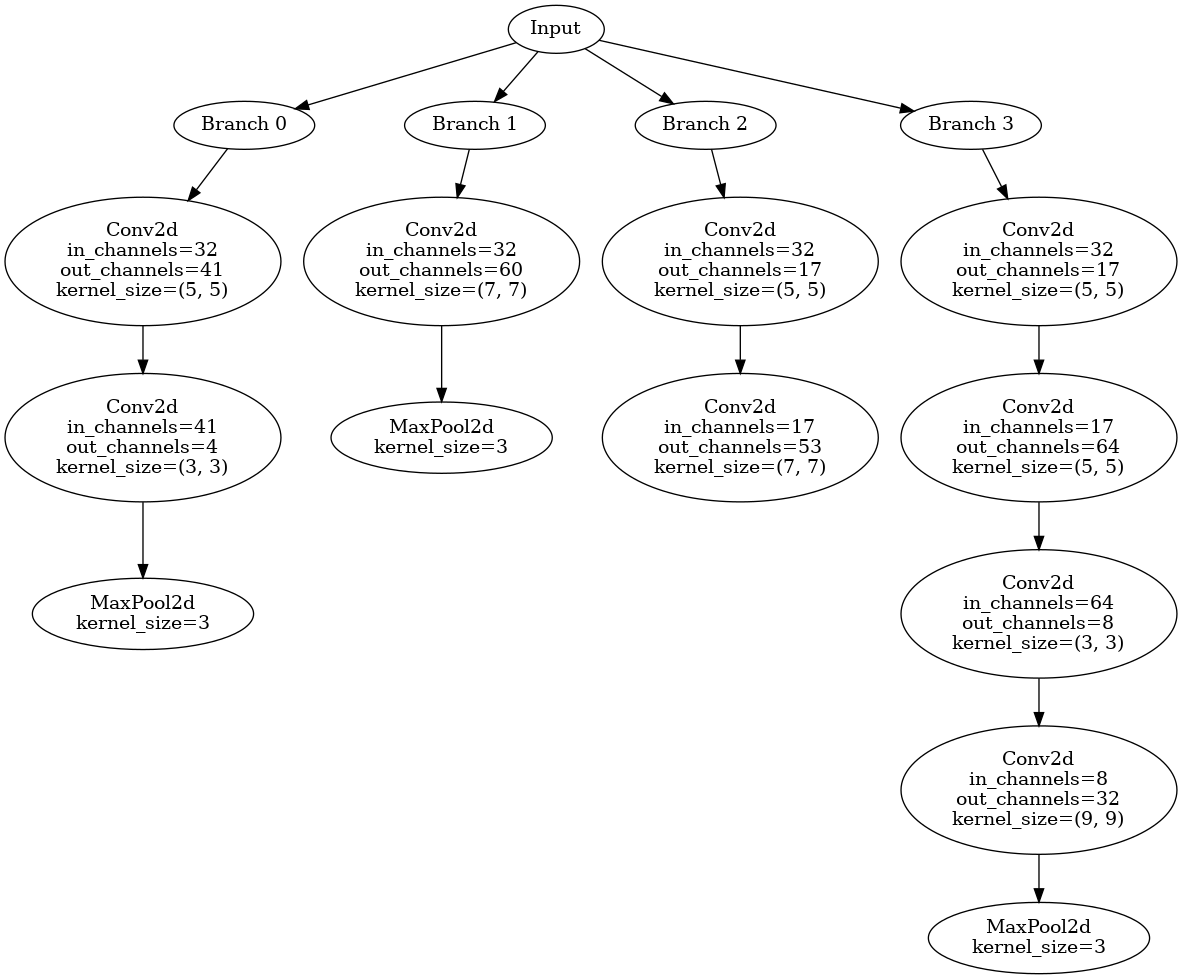 Input
Branch 0
Branch 1
Branch 2
Branch 3
Conv2d
in_channels=32
out_channels=41
kernel_size=(5, 5)
Conv2d
in_channels=32
out_channels=60
kernel_size=(7, 7)
Conv2d
in_channels=32
out_channels=17
kernel_size=(5, 5)
Conv2d
in_channels=32
out_channels=17
kernel_size=(5, 5)
Conv2d
in_channels=41
out_channels=4
kernel_size=(3, 3)
MaxPool2d
kernel_size=3
Conv2d
in_channels=17
out_channels=53
kernel_size=(7, 7)
Conv2d
in_channels=17
out_channels=64
kernel_size=(5, 5)
MaxPool2d
kernel_size=3
Conv2d
in_channels=64
out_channels=8
kernel_size=(3, 3)
Conv2d
in_channels=8
out_channels=32
kernel_size=(9, 9)
MaxPool2d
kernel_size=3